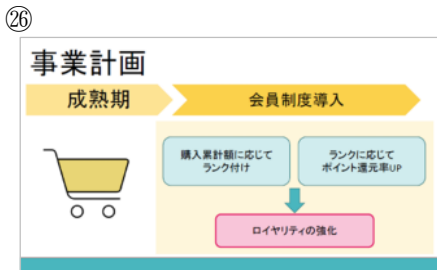 ㉖
事業計画
成熟期
会員制度導入
購入累計額に応じて
ランク付け
ランクに応じて
ポイント還元率UP
ロイヤリティの強化